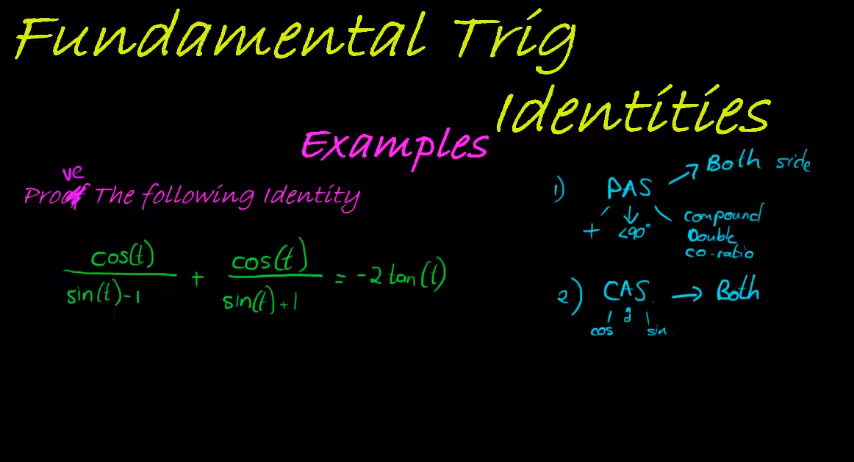 Fundamental Trig
Identities
Examples
Prove The following Identity
cos(t)/sin(t)-1 + cos(t)/sin(t)+1 = -2 tan(t)
1) PAS → Both side
+ <90° compound
Double
co-ratio
2) CAS → Both
cos & sin